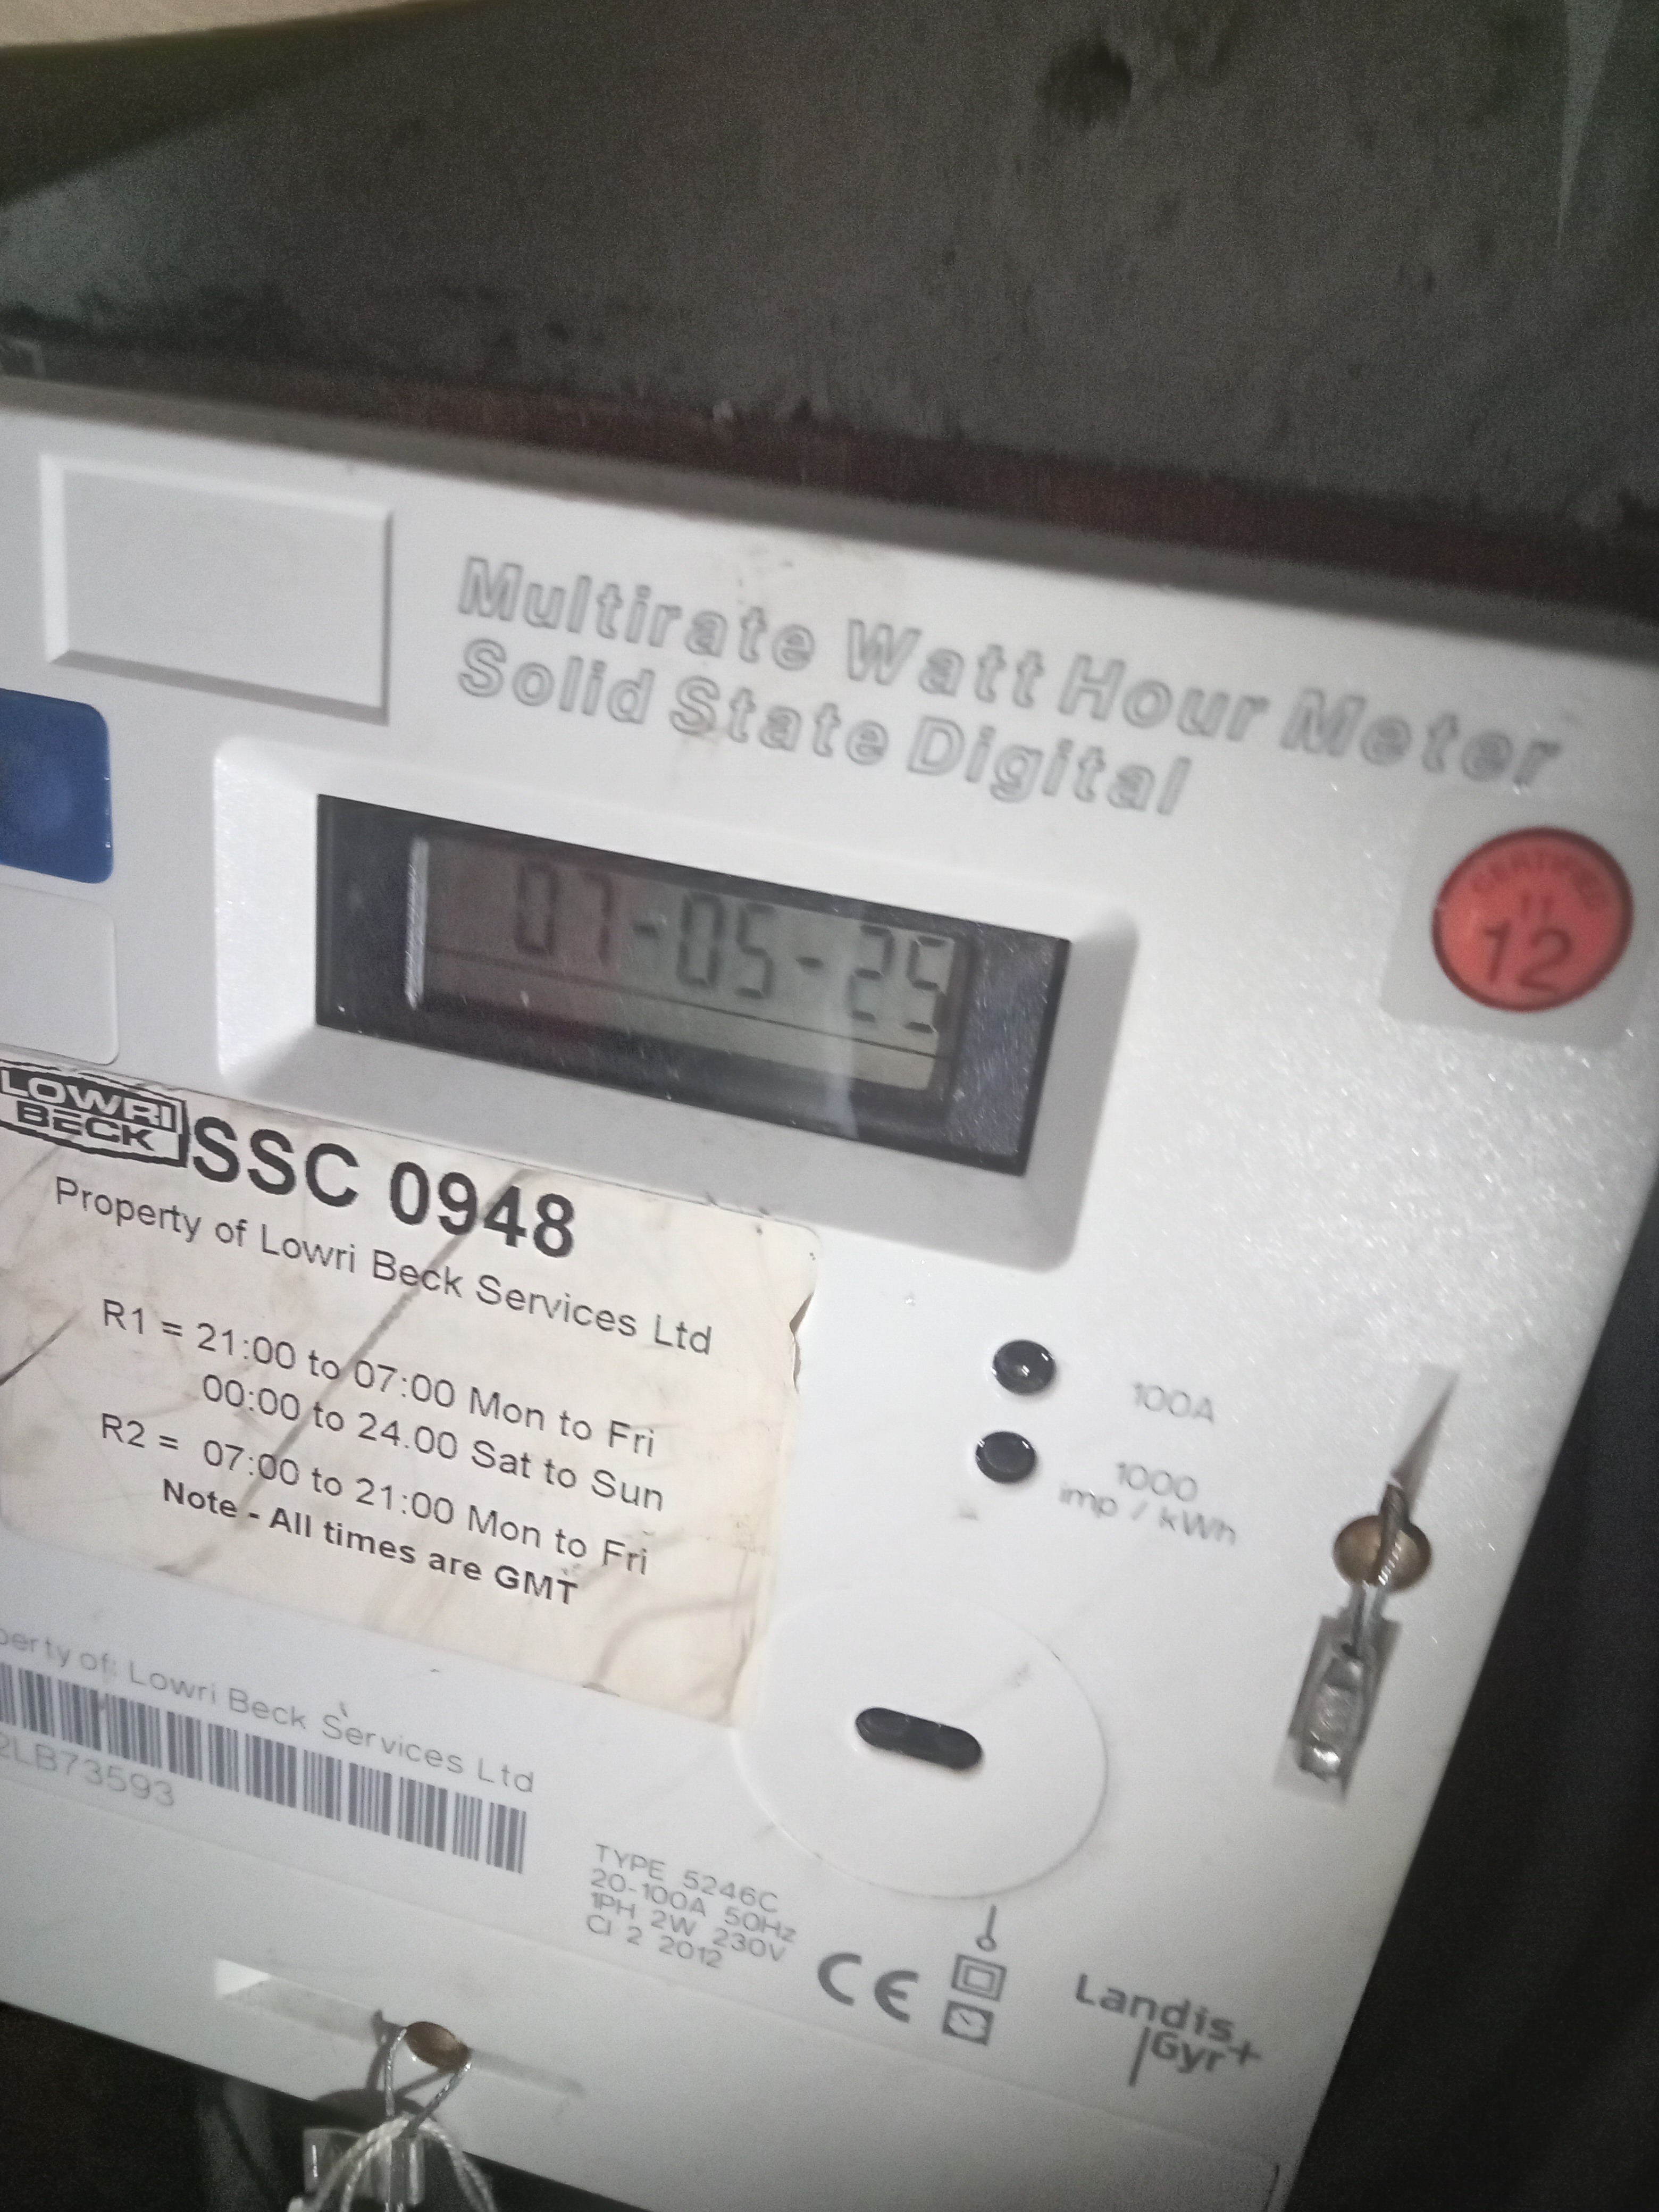 Multirate Watt Hour Meter
Solid State Digital
07-05-25
CERTIFIED
11
12
LOWRI
BECK
SSC 0948
Property of Lowri Beck Services Ltd
R1 = 21:00 to 07:00 Mon to Fri
00:00 to 24.00 Sat to Sun
R2 = 07:00 to 21:00 Mon to Fri
Note - All times are GMT
100A
1000
imp / kWh
perty of: Lowri Beck Services Ltd
2LB73593
TYPE 5246C
20-100A 50Hz
1PH 2W 230V
Cl 2 2012
CE
Landis
Gyr+